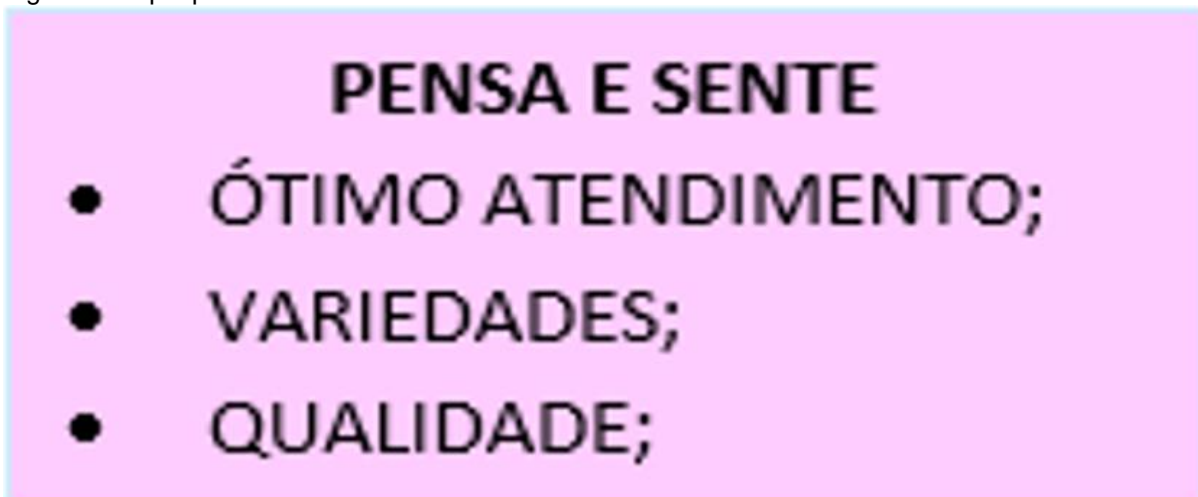 PENSA E SENTE
• ÓTIMO ATENDIMENTO;
• VARIEDADES;
• QUALIDADE;